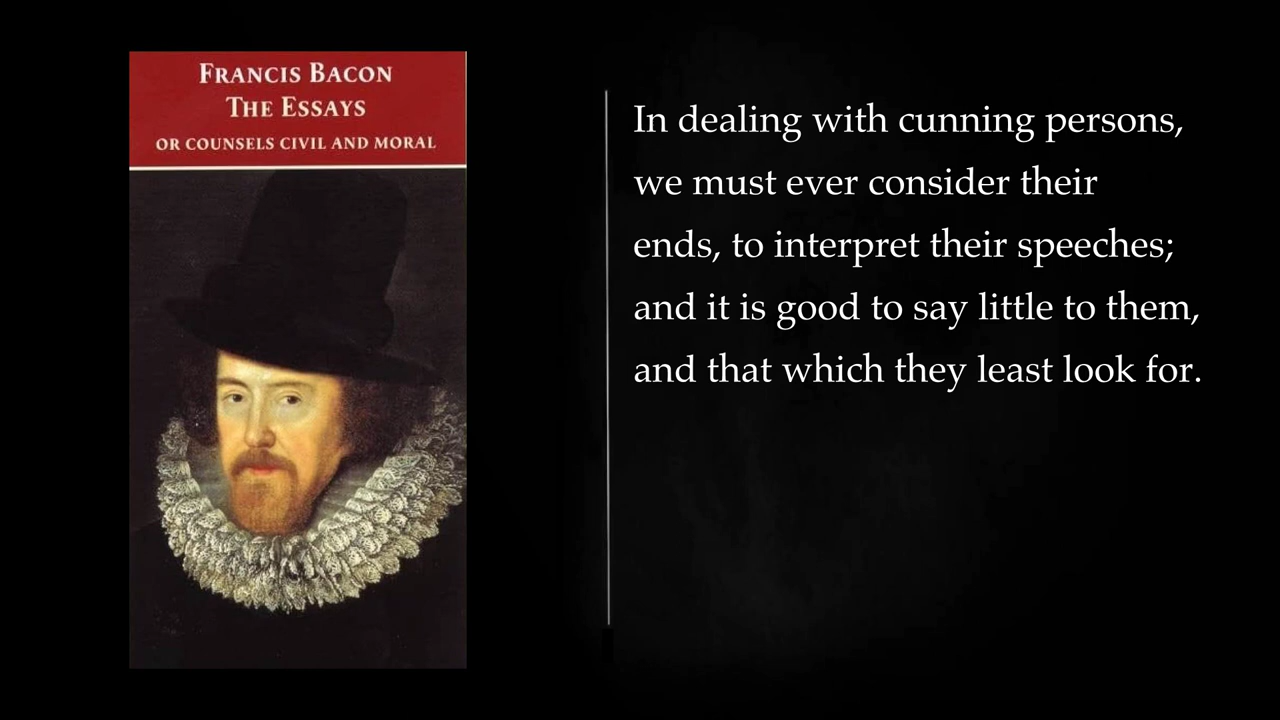 FRANCIS BACON
THE ESSAYS
OR COUNSELS CIVIL AND MORAL
In dealing with cunning persons,
we must ever consider their
ends, to interpret their speeches;
and it is good to say little to them,
and that which they least look for.